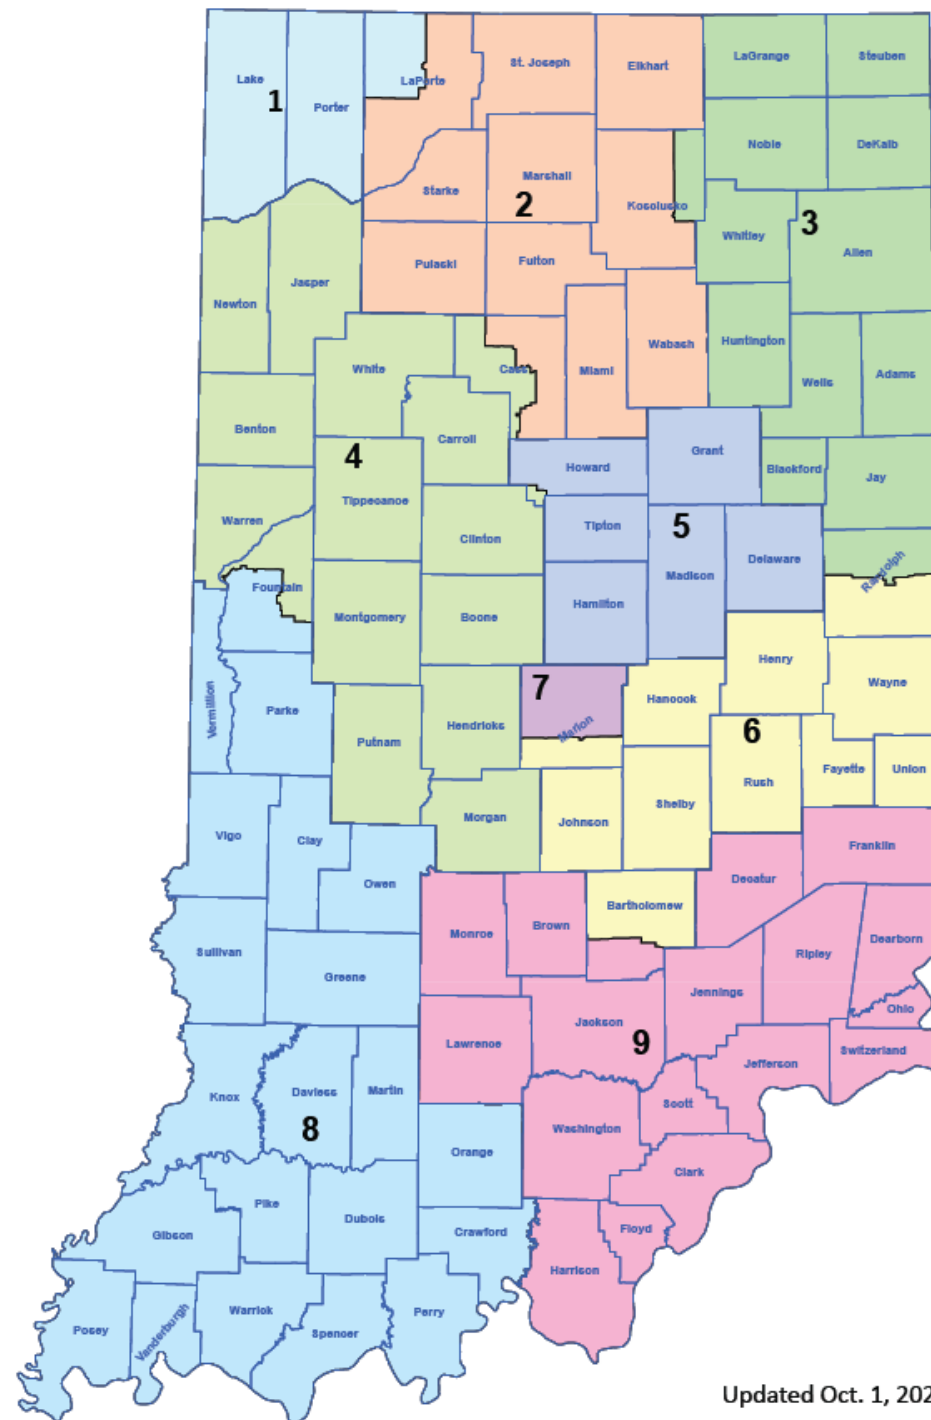 LaGrange
Steuben
St. Joseph
Elkhart
Lake
LaPorte
1
Porter
Noble
DeKalb
Marshall
Starke
2
Kosolusko
3
Whitley
Allen
Pulaski
Fulton
Jasper
Newton
Huntington
Wabash
White
Cass
Miami
Adams
Wells
Benton
Carroll
Grant
4
Howard
Blackford
Jay
Tippecanoe
Warren
5
Tipton
Clinton
Delaware
Madison
Randolph
Fountain
Hamilton
Montgomery
Boone
Henry
Wayne
7
Hancock
Vermillion
Parke
Hendricks
Marion
6
Putnam
Fayette
Union
Rush
Shelby
Morgan
Johnson
Vigo
Clay
Franklin
Decatur
Owen
Bartholomew
Brown
Monroe
Dearborn
Sullivan
Ripley
Greene
Jennings
Ohio
Jackson
9
Lawrence
Switzerland
Jefferson
Knox
Daviess
Martin
Scott
8
Washington
Orange
Clark
Pike
Dubois
Crawford
Floyd
Gibson
Harrison
Warrick
Perry
Posey
Vanderburgh
Spencer
Updated Oct. 1, 202